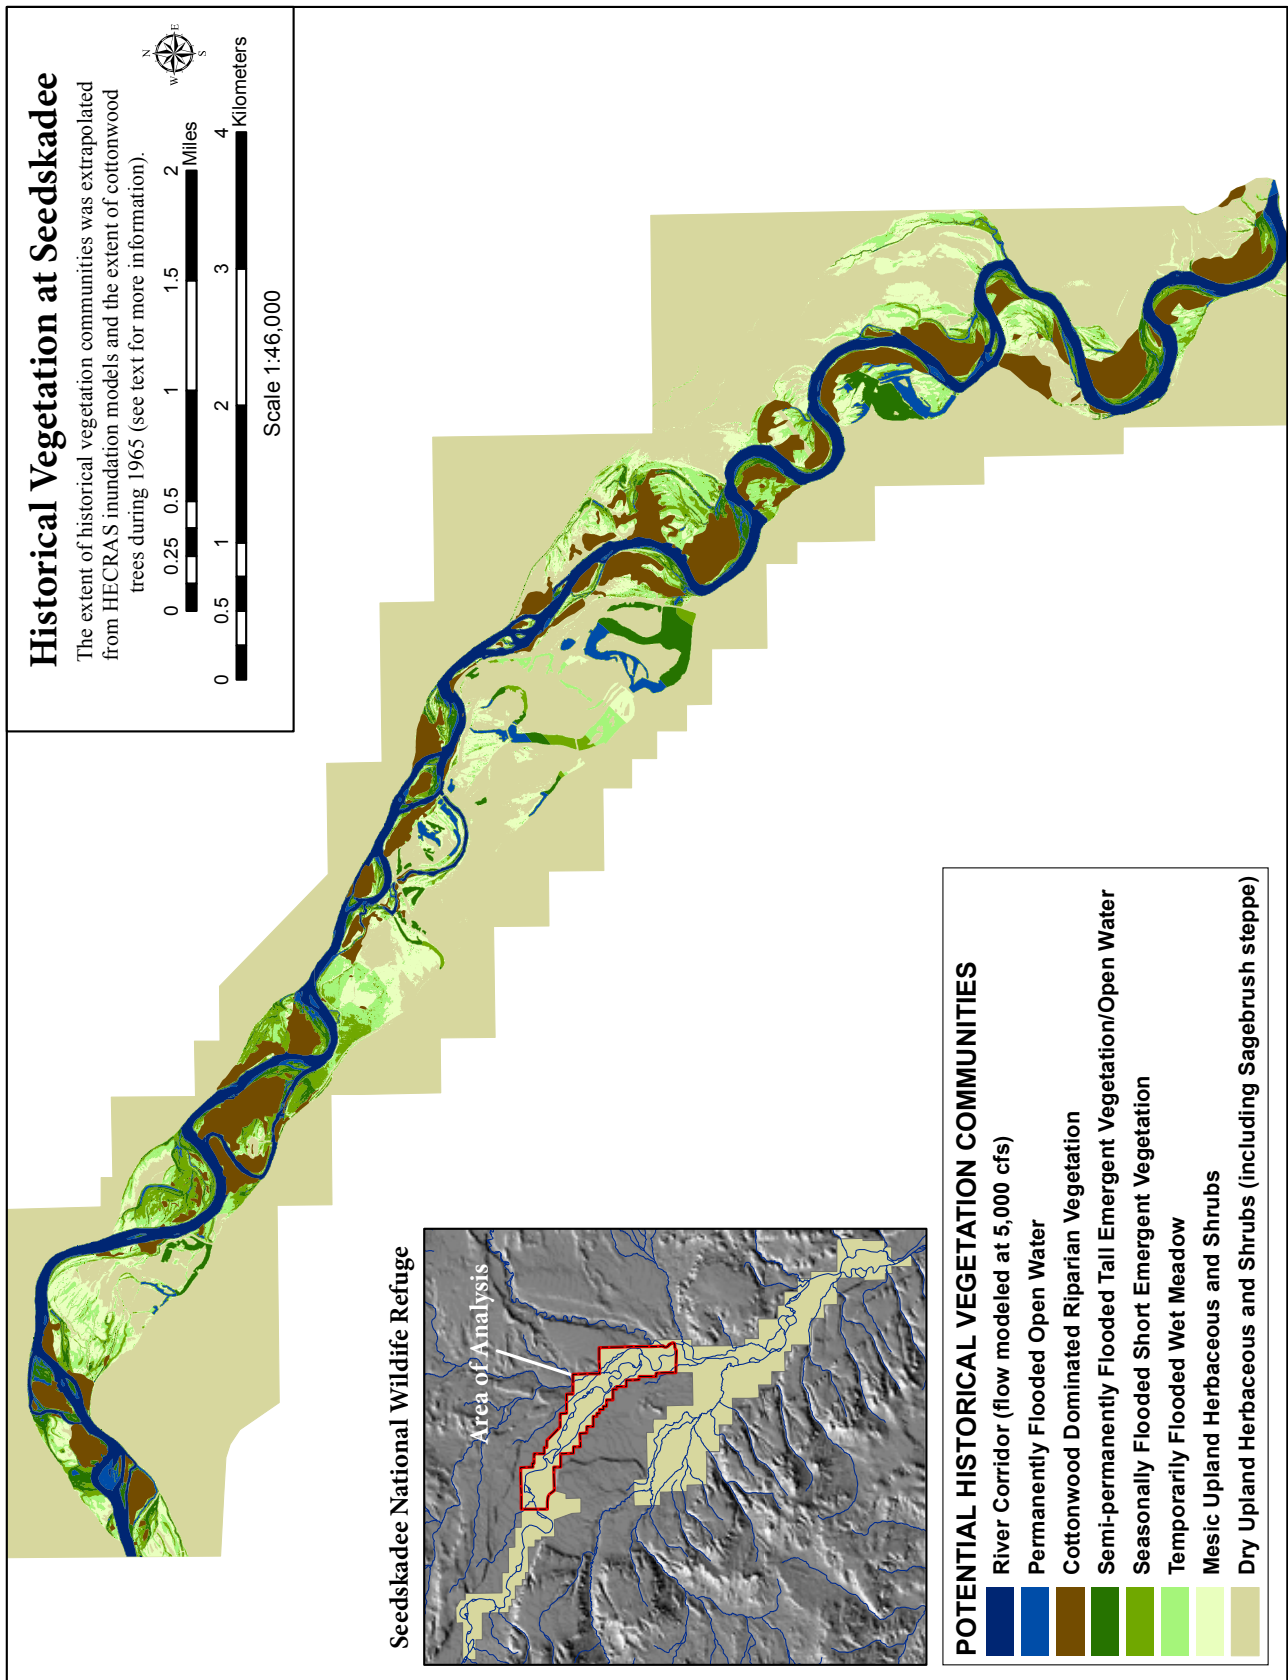 Historical Vegetation at Seedskadee
The extent of historical vegetation communities was extrapolated
from HECRAS inundation models and the extent of cottonwood
trees during 1965 (see text for more information).
N
E
S
W
0 0.25 0.5 1 1.5 2
Miles
0 0.5 1 2 3 4
Kilometers
Scale 1:46,000
Seedskadee National Wildlife Refuge
Area of Analysis
POTENTIAL HISTORICAL VEGETATION COMMUNITIES
River Corridor (flow modeled at 5,000 cfs)
Permanently Flooded Open Water
Cottonwood Dominated Riparian Vegetation
Semi-permanently Flooded Tall Emergent Vegetation/Open Water
Seasonally Flooded Short Emergent Vegetation
Temporarily Flooded Wet Meadow
Mesic Upland Herbaceous and Shrubs
Dry Upland Herbaceous and Shrubs (including Sagebrush steppe)